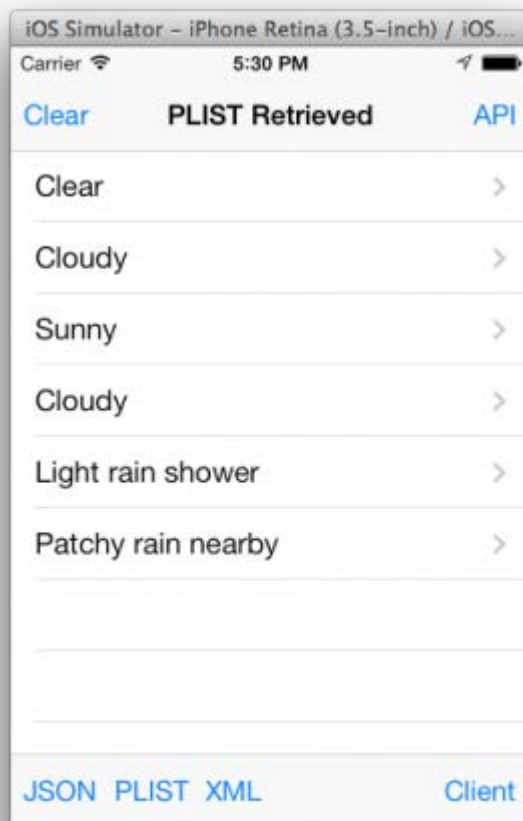 iOS Simulator – iPhone Retina (3.5-inch) / iOS...
Carrier 5:30 PM
Clear PLIST Retrieved API
Clear
Cloudy
Sunny
Cloudy
Light rain shower
Patchy rain nearby
JSON PLIST XML Client